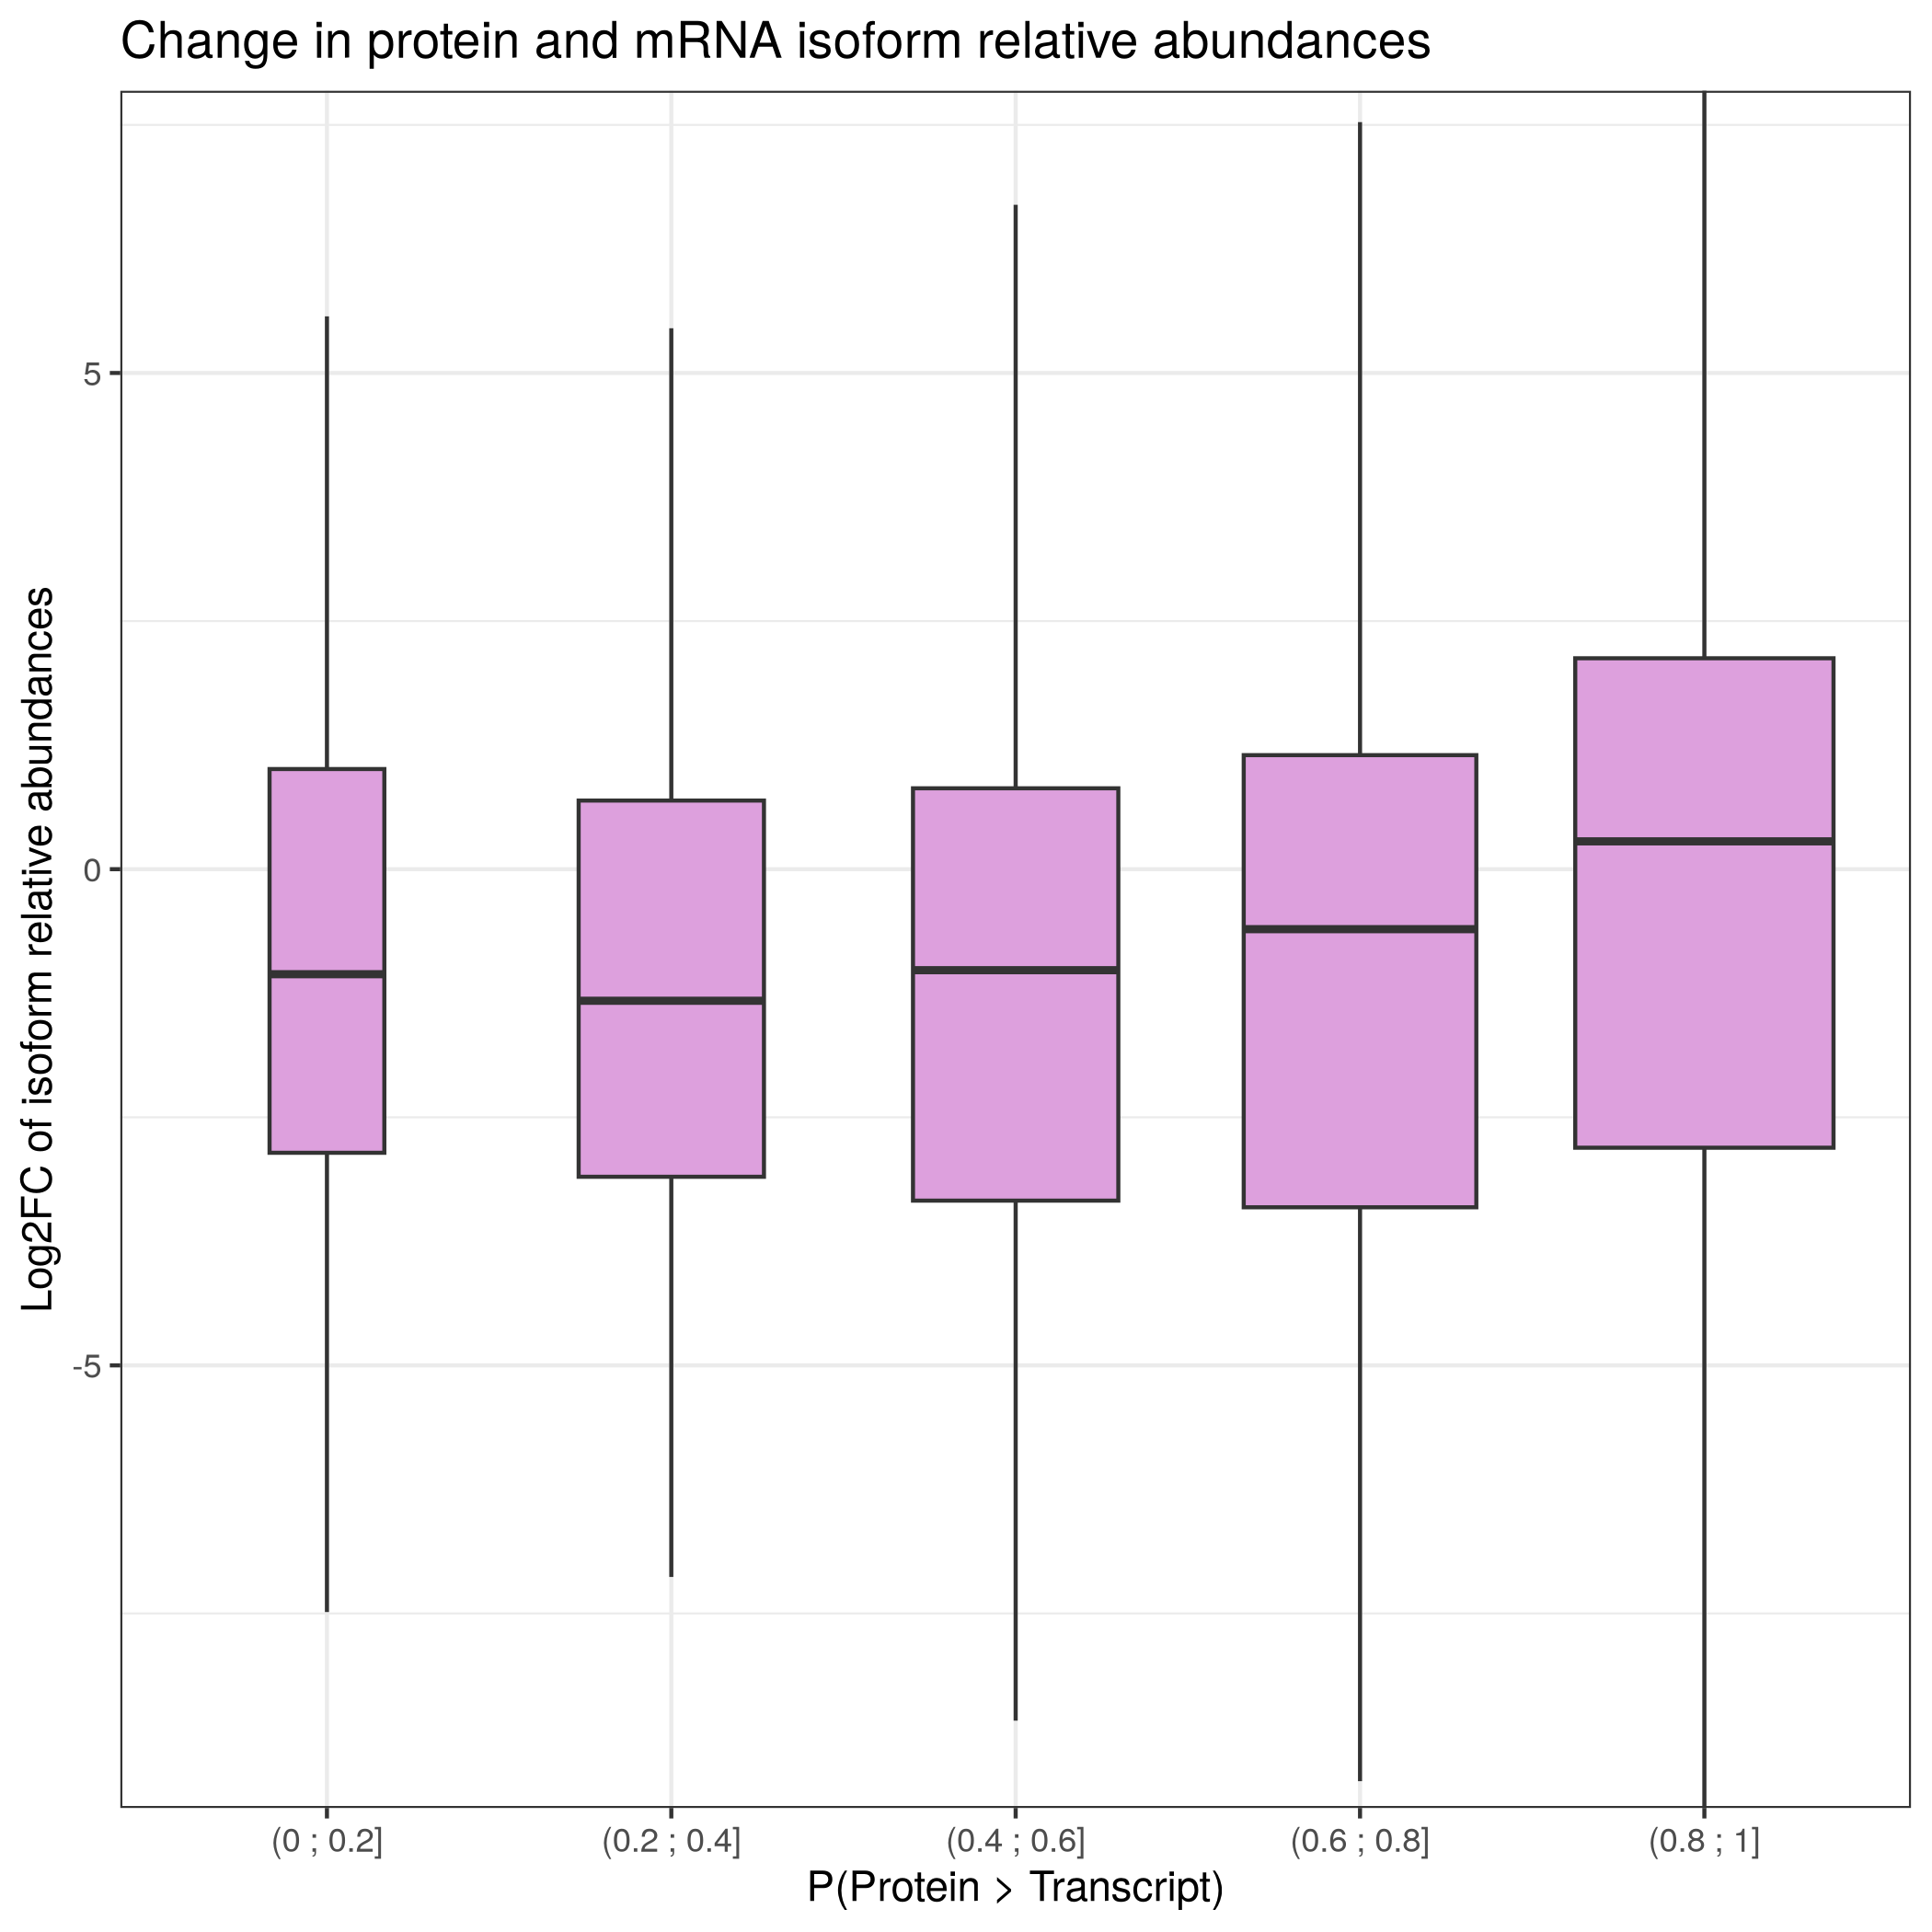 Change in protein and mRNA isoform relative abundances
Log2FC of isoform relative abundances
5
0
-5
(0 ; 0.2]
(0.2 ; 0.4]
(0.4 ; 0.6]
(0.6 ; 0.8]
(0.8 ; 1]
P(Protein > Transcript)